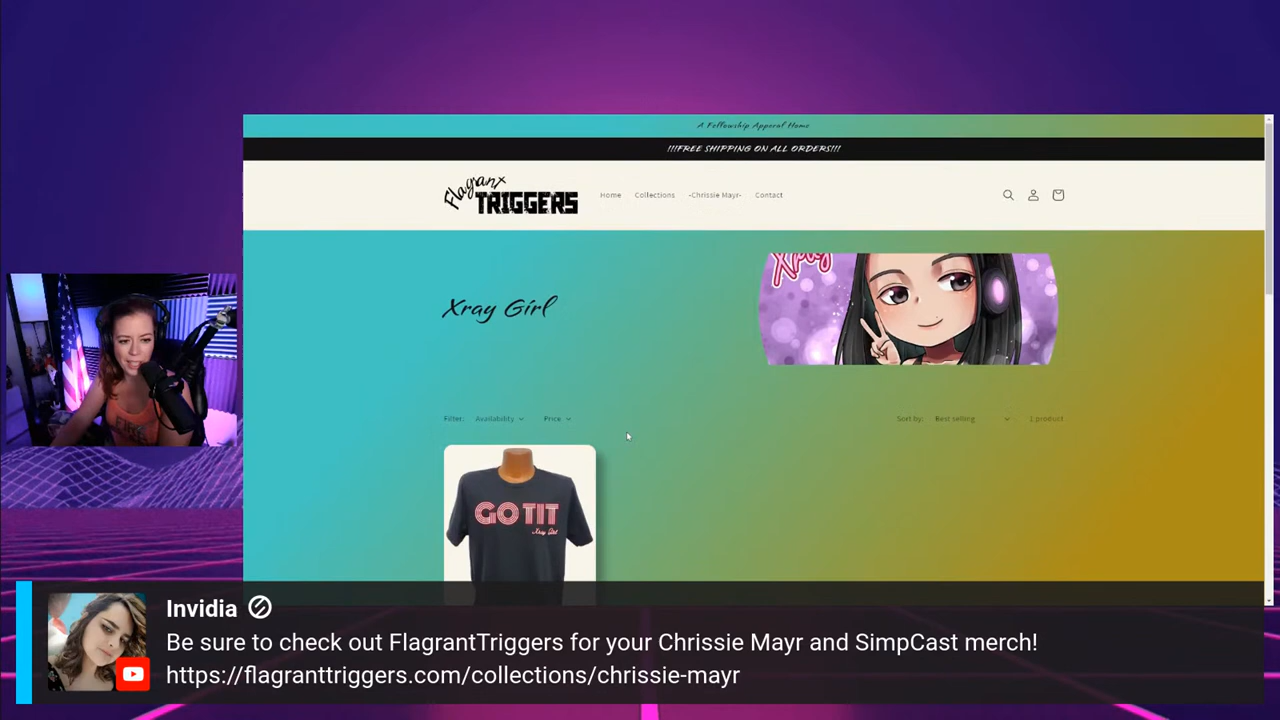 A Fellowship Apparal Home
!!!FREE SHIPPING ON ALL ORDERS!!!
Flagrant
TRIGGERS
Home Collections -Chrissie Mayr- Contact
Xray
Xray Girl
Filter: Availability Price Sort by: Best selling 1 product
GO TIT
Xray Girl
Invidia
Be sure to check out FlagrantTriggers for your Chrissie Mayr and SimpCast merch!
https://flagranttriggers.com/collections/chrissie-mayr